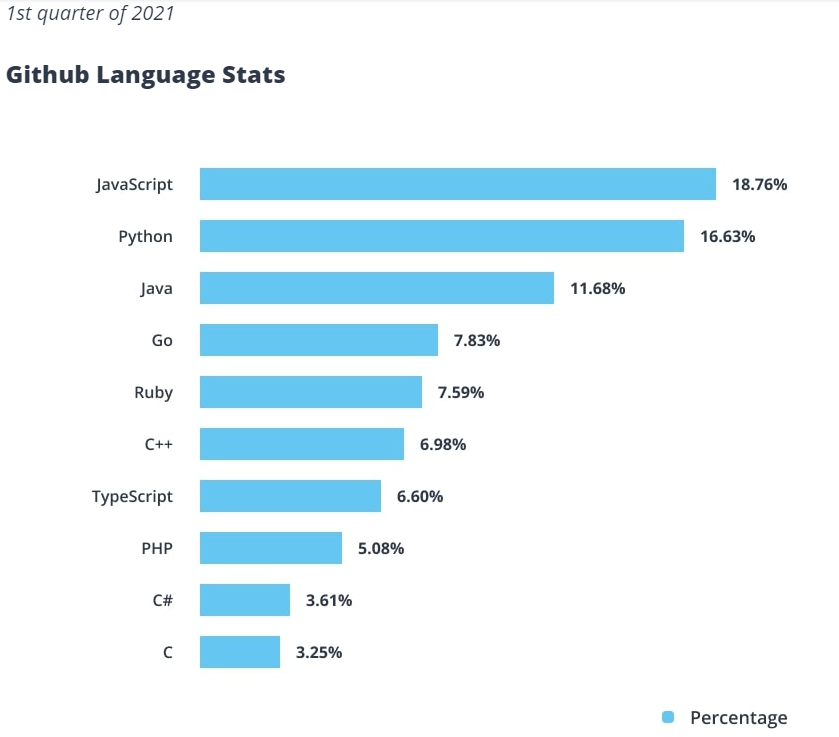 1st quarter of 2021
Github Language Stats
JavaScript 18.76%
Python 16.63%
Java 11.68%
Go 7.83%
Ruby 7.59%
C++ 6.98%
TypeScript 6.60%
PHP 5.08%
C# 3.61%
C 3.25%
Percentage